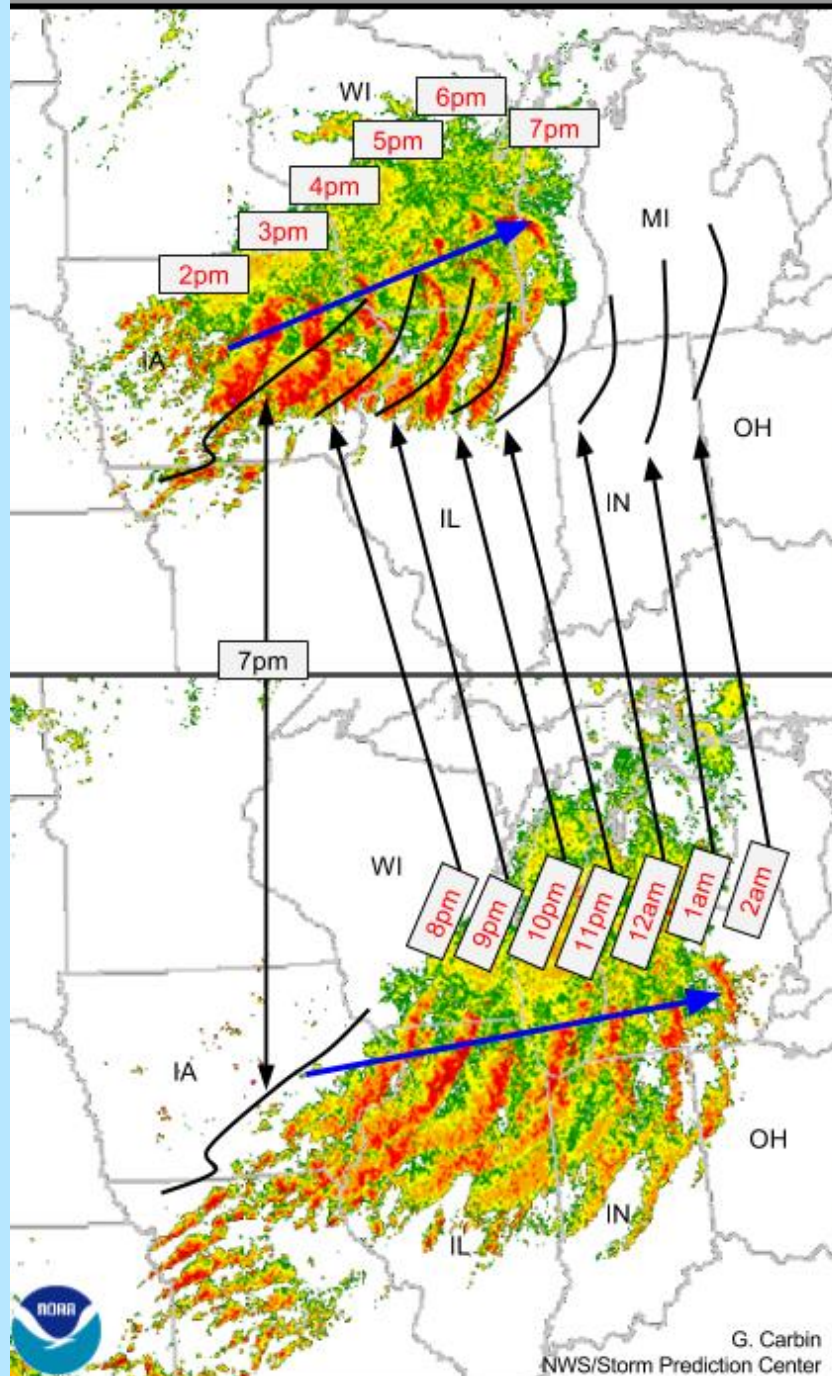 WI
6pm
5pm
7pm
4pm
3pm
MI
2pm
IA
OH
IL
IN
7pm
WI
8pm
9pm
10pm
11pm
12am
1am
2am
IA
OH
IN
IL
NOAA
G. Carbin
NWS/Storm Prediction Center